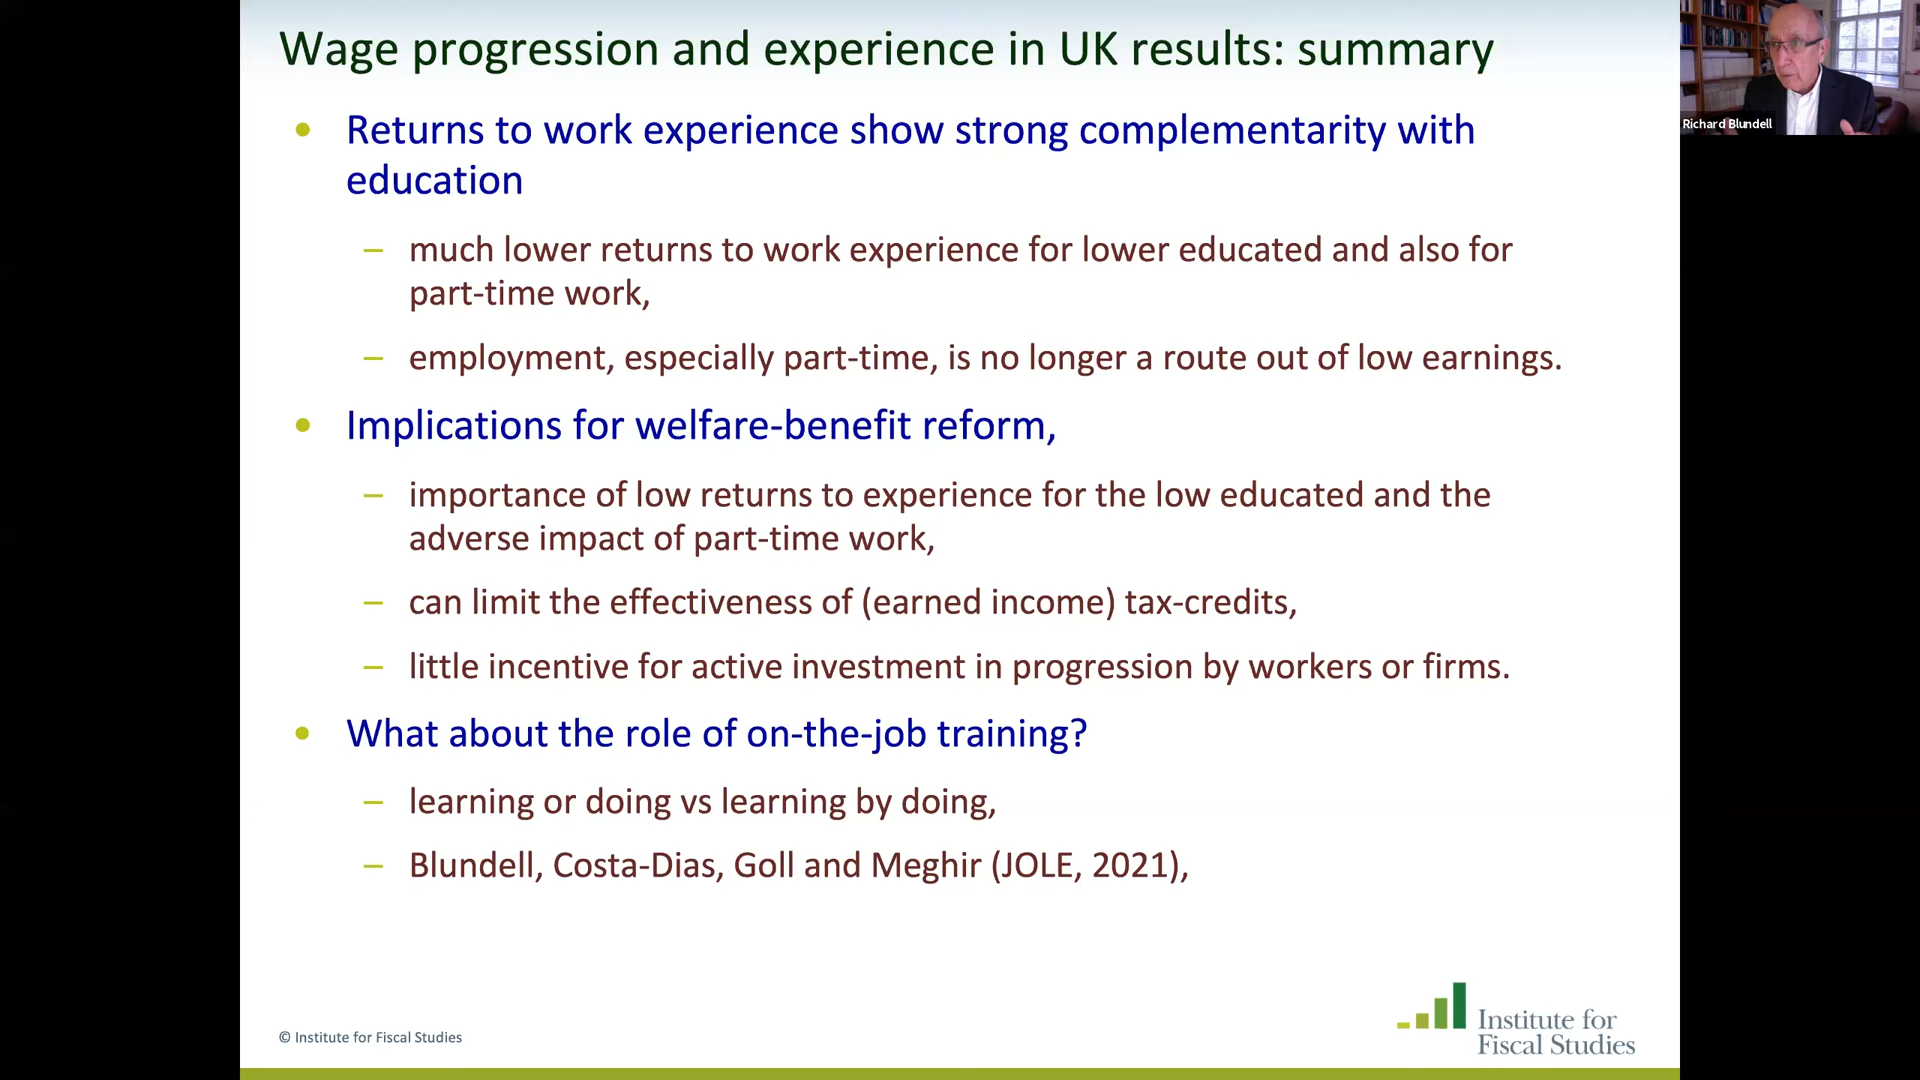 Wage progression and experience in UK results: summary
• Returns to work experience show strong complementarity with
education
– much lower returns to work experience for lower educated and also for
part-time work,
– employment, especially part-time, is no longer a route out of low earnings.
• Implications for welfare-benefit reform,
– importance of low returns to experience for the low educated and the
adverse impact of part-time work,
– can limit the effectiveness of (earned income) tax-credits,
– little incentive for active investment in progression by workers or firms.
• What about the role of on-the-job training?
– learning or doing vs learning by doing,
– Blundell, Costa-Dias, Goll and Meghir (JOLE, 2021),
© Institute for Fiscal Studies
Institute for
Fiscal Studies
Richard Blundell